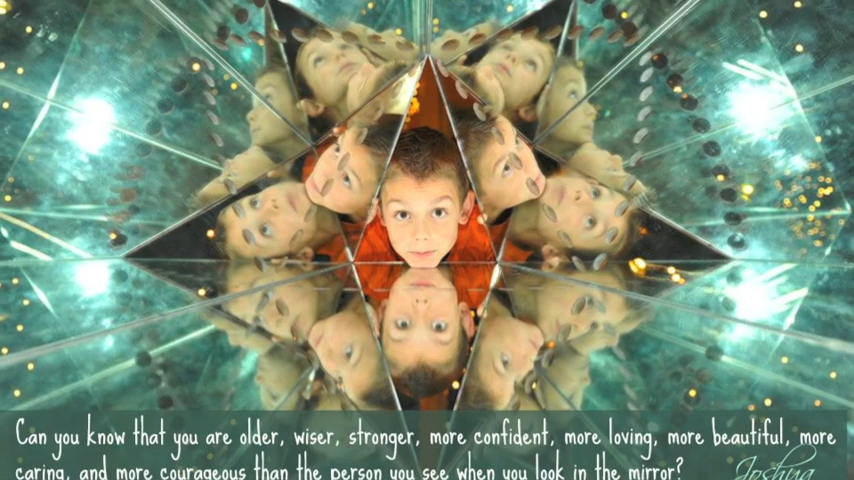 Can you know that you are older, wiser, stronger, more confident, more loving, more beautiful, more
caring, and more courageous than the person you see when you look in the mirror?
Joshua